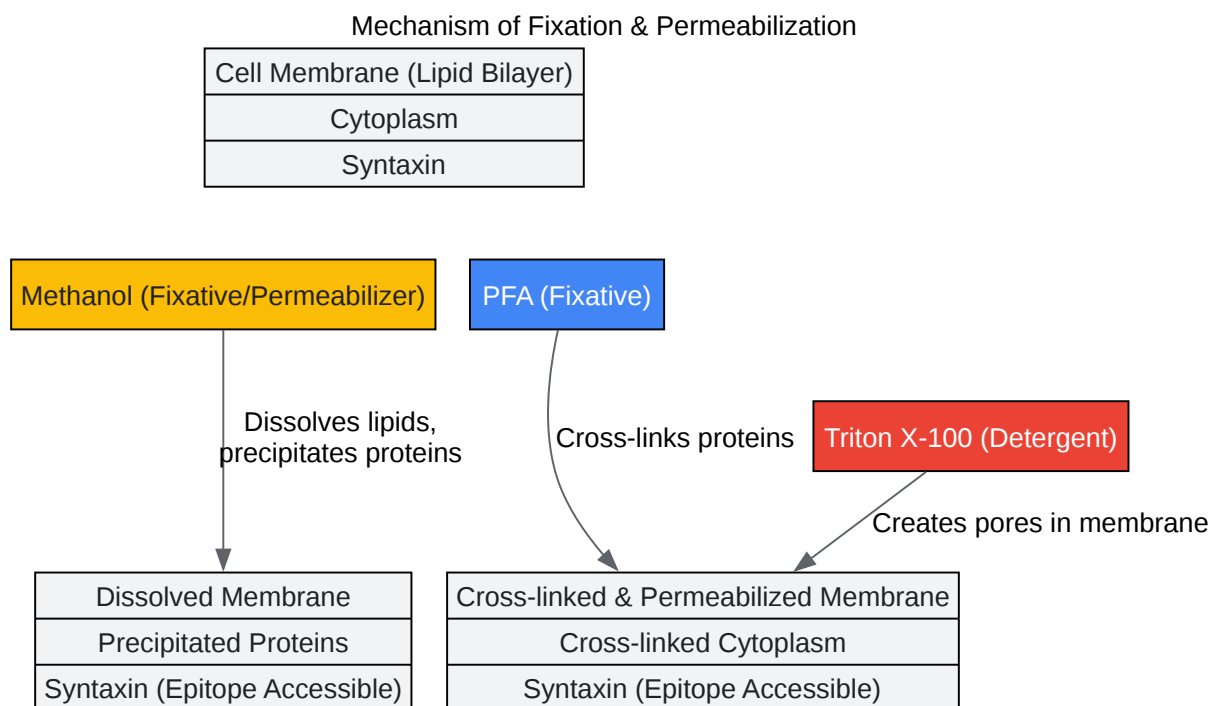 Mechanism of Fixation & Permeabilization
Cell Membrane (Lipid Bilayer)
Cytoplasm
Syntaxin
Methanol (Fixative/Permeabilizer)
PFA (Fixative)
Dissolves lipids,
precipitates proteins
Cross-links proteins
Triton X-100 (Detergent)
Creates pores in membrane
Dissolved Membrane
Precipitated Proteins
Syntaxin (Epitope Accessible)
Cross-linked & Permeabilized Membrane
Cross-linked Cytoplasm
Syntaxin (Epitope Accessible)